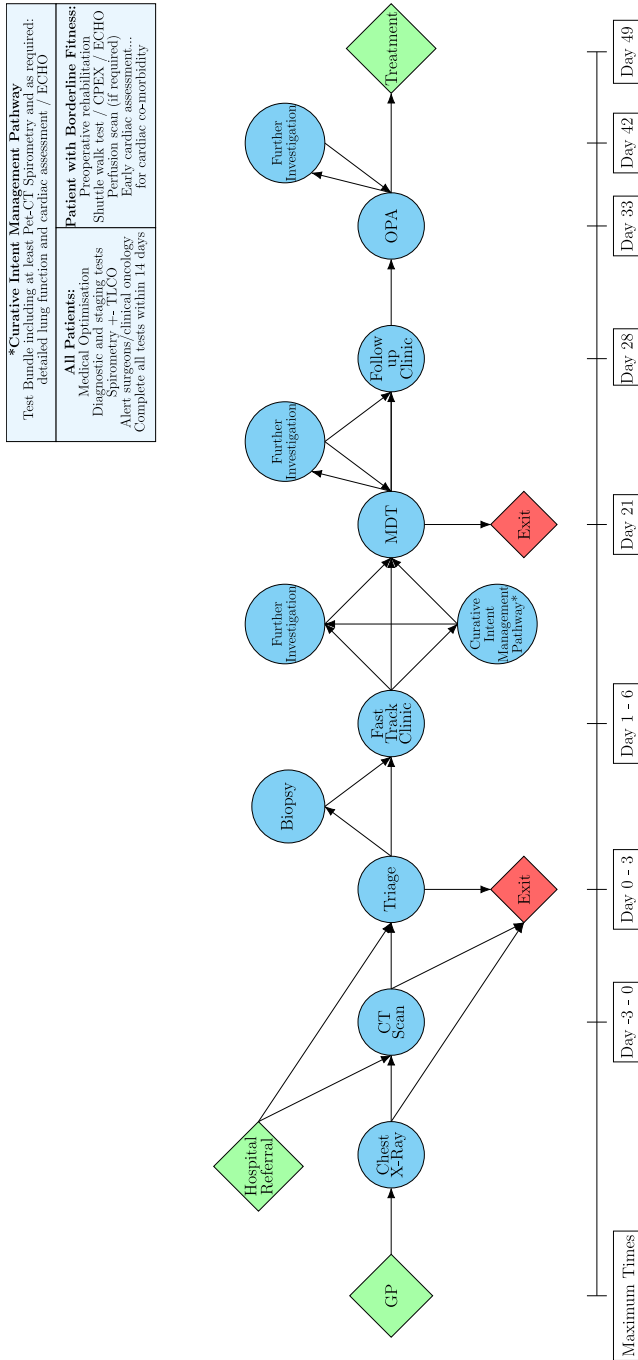 *Curative Intent Management Pathway
Test Bundle including at least Pet-CT Spirometry and as required:
detailed lung function and cardiac assessment / ECHO
All Patients:
Medical Optimisation
Diagnostic and staging tests
Spirometry +- TLCO
Alert surgeons/clinical oncology
Complete all tests within 14 days
Patient with Borderline Fitness:
Preoperative rehabilitation
Shuttle walk test / CPEX / ECHO
Perfusion scan (if required)
Early cardiac assessment...
for cardiac co-morbidity
GP
Hospital
Referral
Chest
X-Ray
CT
Scan
Triage
Exit
Biopsy
Fast
Track
Clinic
Further
Investigation
Curative
Intent
Management
Pathway*
MDT
Exit
Further
Investigation
Follow
up
Clinic
OPA
Further
Investigation
Treatment
Maximum Times
Day -3 - 0
Day 0 - 3
Day 1 - 6
Day 21
Day 28
Day 33
Day 42
Day 49